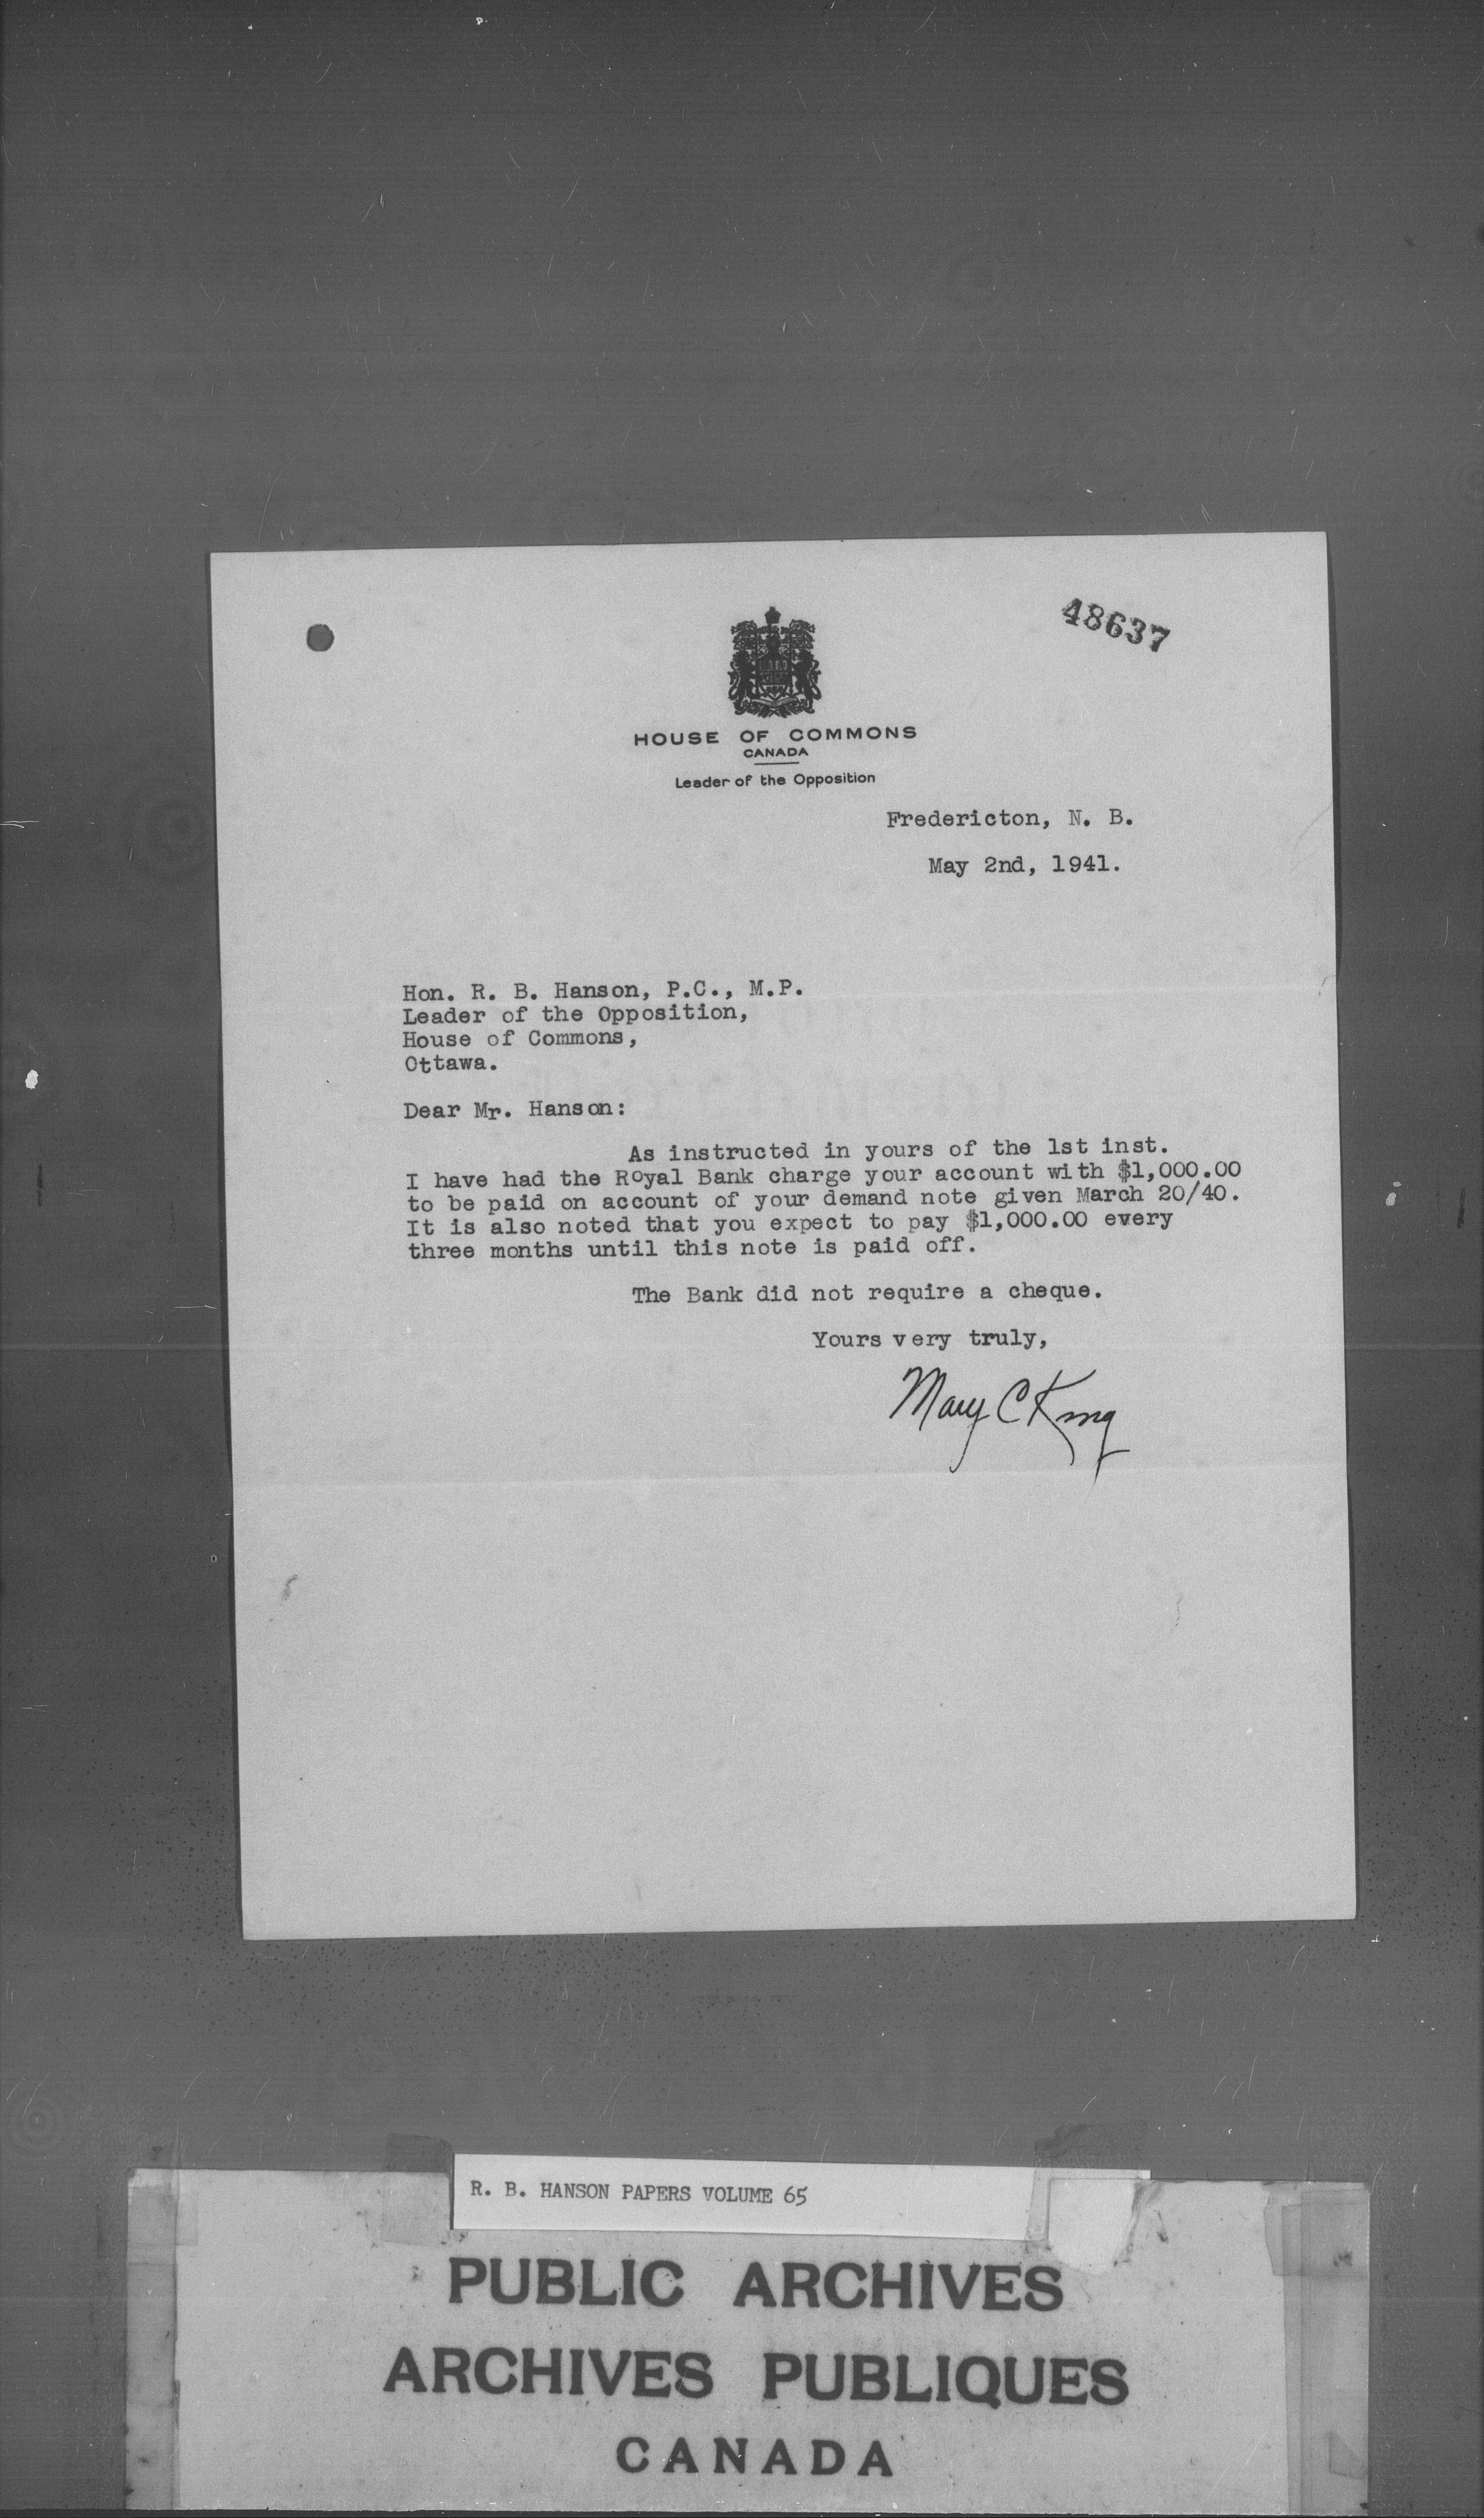 48637
HOUSE OF COMMONS
CANADA
Leader of the Opposition
Fredericton, N. B.
May 2nd, 1941.
Hon. R. B. Hanson, P.C., M.P.
Leader of the Opposition,
House of Commons,
Ottawa.
Dear Mr. Hanson:
As instructed in yours of the 1st inst.
I have had the Royal Bank charge your account with $1,000.00
to be paid on account of your demand note given March 20/40.
It is also noted that you expect to pay $1,000.00 every
three months until this note is paid off.
The Bank did not require a cheque.
Yours very truly,
Mary C King
R. B. HANSON PAPERS VOLUME 65
PUBLIC ARCHIVES
ARCHIVES PUBLIQUES
CANADA